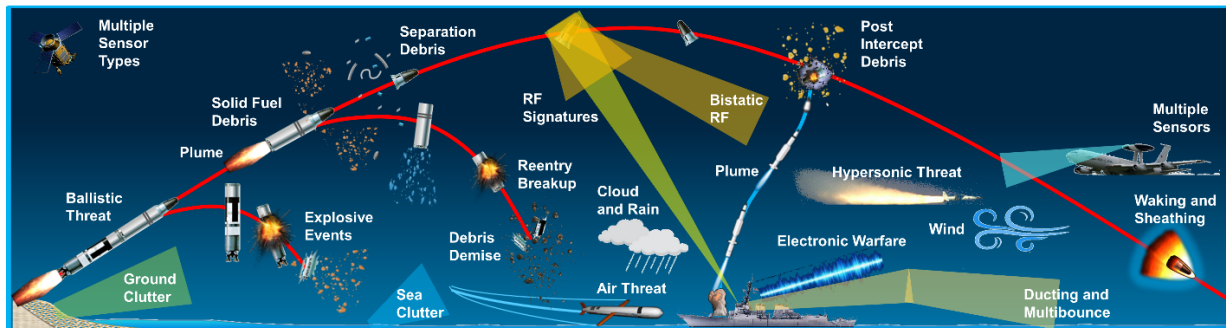 Multiple
Sensor
Types
Separation
Debris
Post
Intercept
Debris
Solid Fuel
Debris
RF
Signatures
Bistatic
RF
Multiple
Sensors
Plume
Plume
Hypersonic Threat
Ballistic
Threat
Reentry
Breakup
Cloud
and Rain
Waking and
Sheathing
Explosive
Events
Wind
Debris
Demise
Electronic Warfare
Ground
Clutter
Sea
Clutter
Air Threat
Ducting and
Multibounce